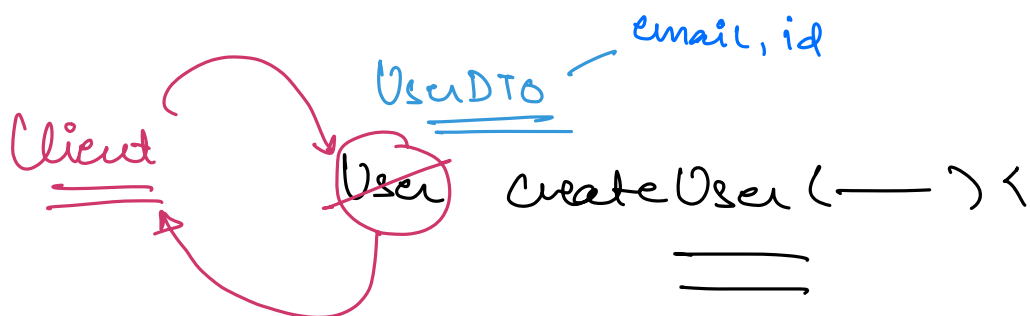 email, id
UserDTO
Client
User createUser( ) {